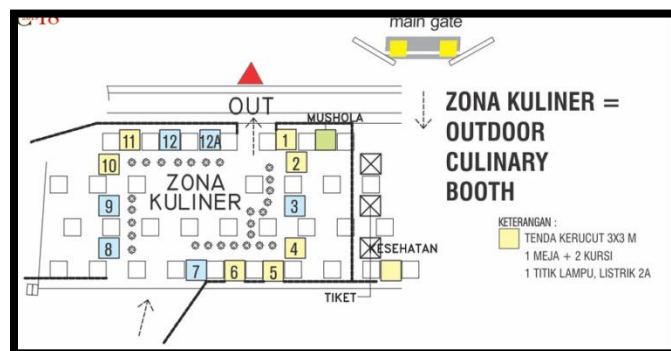 main gate
OUT
MUSHOLA
ZONA KULINER =
OUTDOOR
CULINARY
BOOTH
11
12
12A
1
10
2
ZONA
KULINER
9
3
8
4
KESEHATAN
7
6
5
TIKET
KETERANGAN :
TENDA KERUCUT 3X3 M
1 MEJA + 2 KURSI
1 TITIK LAMPU, LISTRIK 2A